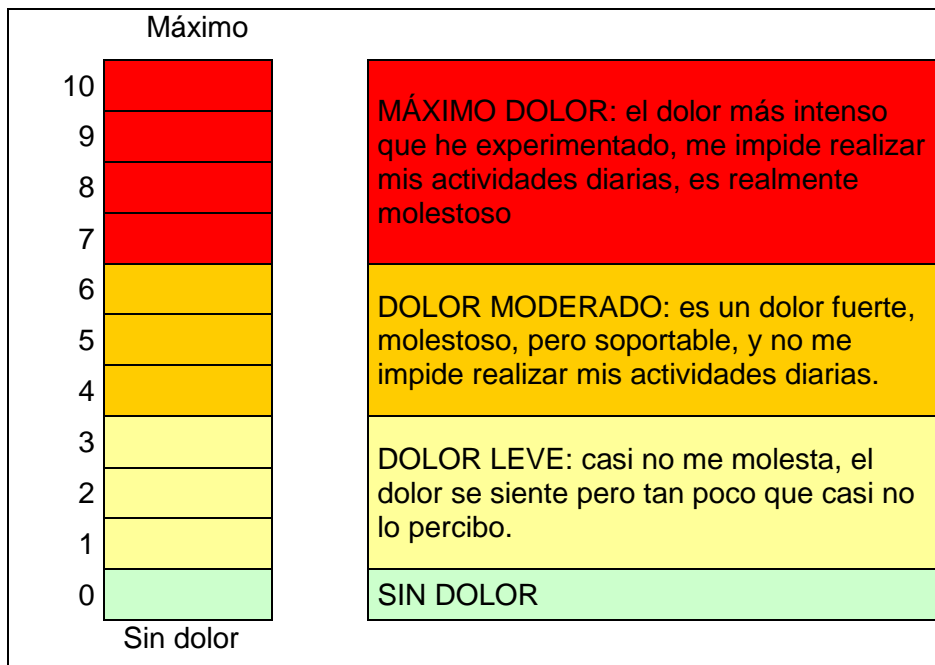 Máximo
10
9
8
7
6
5
4
3
2
1
0
Sin dolor
MÁXIMO DOLOR: el dolor más intenso
que he experimentado, me impide realizar
mis actividades diarias, es realmente
molestoso
DOLOR MODERADO: es un dolor fuerte,
molestoso, pero soportable, y no me
impide realizar mis actividades diarias.
DOLOR LEVE: casi no me molesta, el
dolor se siente pero tan poco que casi no
lo percibo.
SIN DOLOR